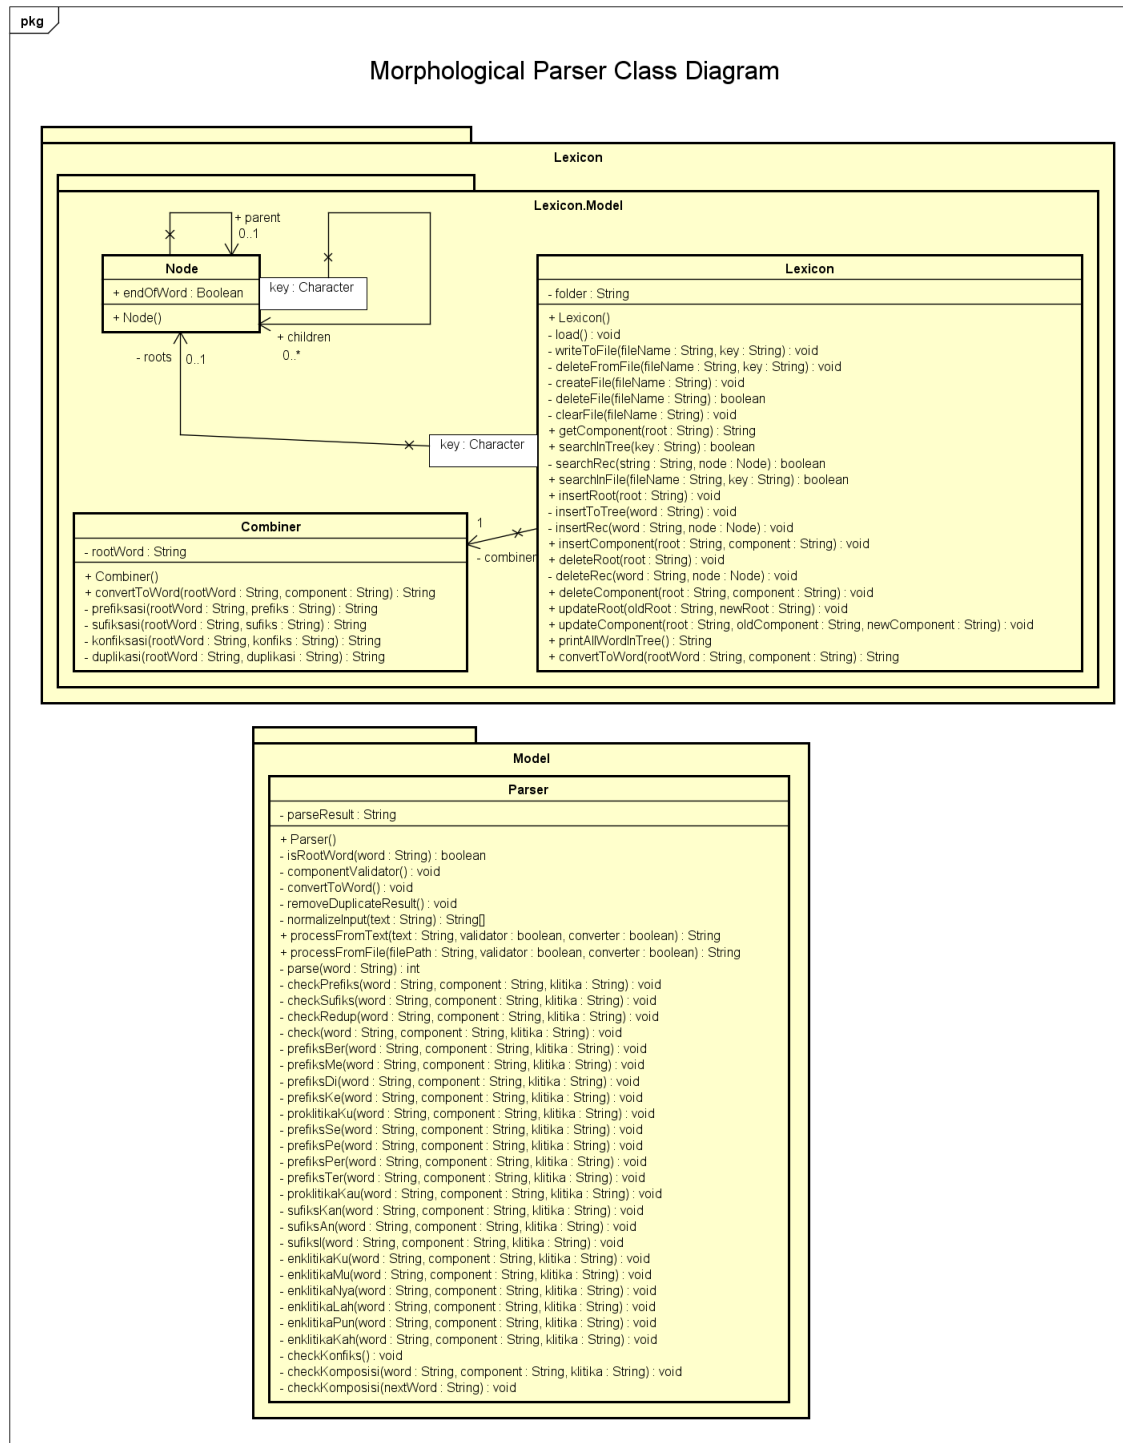 pkg
Morphological Parser Class Diagram
Lexicon
Lexicon.Model
+ parent
0..1
Node
+ endOfWord : Boolean
+ Node()
key : Character
+ children
0..*
- roots
0..1
key : Character
Lexicon
- folder : String
+ Lexicon()
- load() : void
- writeToFile(fileName : String, key : String) : void
- deleteFromFile(fileName : String, key : String) : void
- createFile(fileName : String) : void
- deleteFile(fileName : String) : boolean
- clearFile(fileName : String) : void
+ getComponent(root : String) : String
+ searchInTree(key : String) : boolean
- searchRec(string : String, node : Node) : boolean
+ searchInFile(fileName : String, key : String) : boolean
+ insertRoot(root : String) : void
- insertToTree(word : String) : void
- insertRec(word : String, node : Node) : void
+ insertComponent(root : String, component : String) : void
+ deleteRoot(root : String) : void
- deleteRec(word : String, node : Node) : void
+ deleteComponent(root : String, component : String) : void
+ updateRoot(oldRoot : String, newRoot : String) : void
+ updateComponent(root : String, oldComponent : String, newComponent : String) : void
+ printAllWordInTree() : String
+ convertToWord(rootWord : String, component : String) : String
1
- combiner
Combiner
- rootWord : String
+ Combiner()
+ convertToWord(rootWord : String, component : String) : String
- prefiksasi(rootWord : String, prefiks : String) : String
- sufiksasi(rootWord : String, sufiks : String) : String
- konfiksasi(rootWord : String, konfiks : String) : String
- duplikasi(rootWord : String, duplikasi : String) : String
Model
Parser
- parseResult : String
+ Parser()
- isRootWord(word : String) : boolean
- componentValidator() : void
- convertToWord() : void
- removeDuplicateResult() : void
- normalizeInput(text : String) : String[]
+ processFromText(text : String, validator : boolean, converter : boolean) : String
+ processFromFile(filePath : String, validator : boolean, converter : boolean) : String
- parse(word : String) : int
- checkPrefiks(word : String, component : String, klitika : String) : void
- checkSufiks(word : String, component : String, klitika : String) : void
- checkRedup(word : String, component : String, klitika : String) : void
- check(word : String, component : String, klitika : String) : void
- prefiksBer(word : String, component : String, klitika : String) : void
- prefiksMe(word : String, component : String, klitika : String) : void
- prefiksDi(word : String, component : String, klitika : String) : void
- prefiksKe(word : String, component : String, klitika : String) : void
- proklitikaKu(word : String, component : String, klitika : String) : void
- prefiksSe(word : String, component : String, klitika : String) : void
- prefiksPe(word : String, component : String, klitika : String) : void
- prefiksPer(word : String, component : String, klitika : String) : void
- prefiksTer(word : String, component : String, klitika : String) : void
- proklitikaKau(word : String, component : String, klitika : String) : void
- sufiksKan(word : String, component : String, klitika : String) : void
- sufiksAn(word : String, component : String, klitika : String) : void
- sufiksI(word : String, component : String, klitika : String) : void
- enklitikaKu(word : String, component : String, klitika : String) : void
- enklitikaMu(word : String, component : String, klitika : String) : void
- enklitikaNya(word : String, component : String, klitika : String) : void
- enklitikaLah(word : String, component : String, klitika : String) : void
- enklitikaPun(word : String, component : String, klitika : String) : void
- enklitikaKah(word : String, component : String, klitika : String) : void
- checkKonfiks() : void
- checkKomposisi(word : String, component : String, klitika : String) : void
- checkKomposisi(nextWord : String) : void